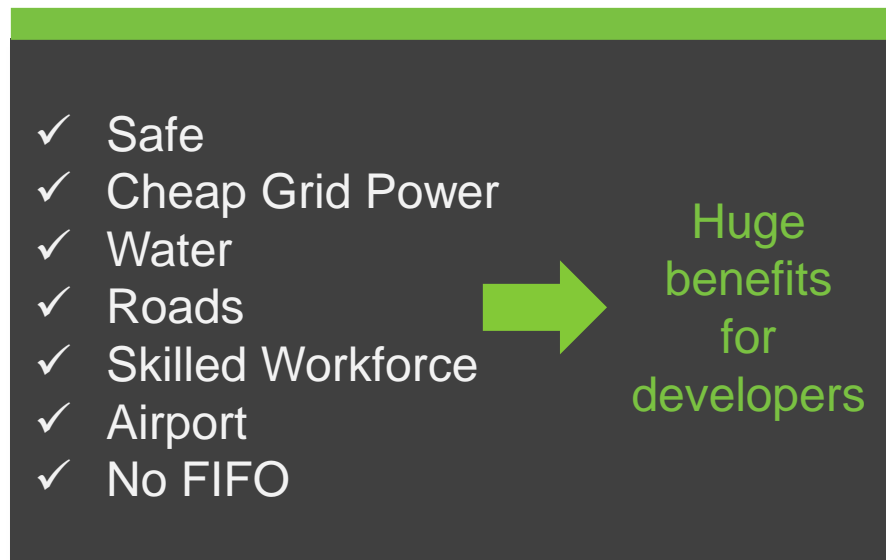 ✓ Safe
✓ Cheap Grid Power
✓ Water
✓ Roads
✓ Skilled Workforce
✓ Airport
✓ No FIFO
Huge
benefits
for
developers